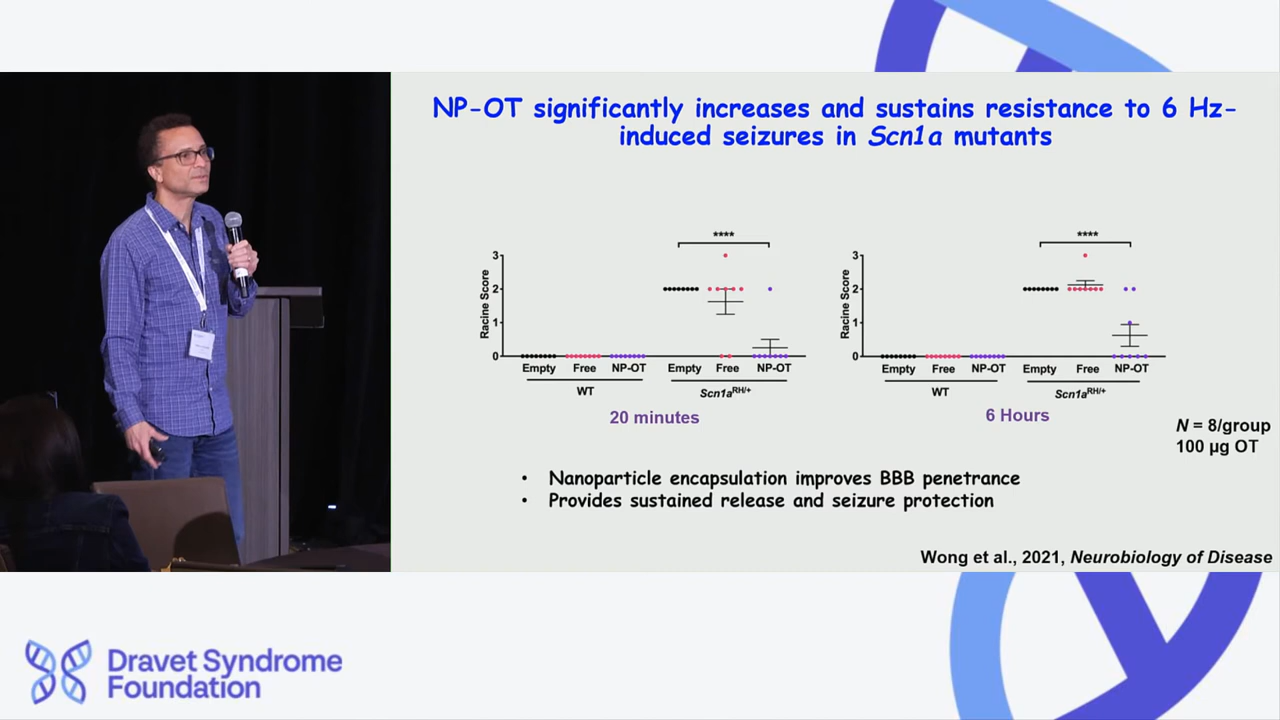 NP-OT significantly increases and sustains resistance to 6 Hz-
induced seizures in Scn1a mutants
****
3
2
1
0
Racine Score
Empty Free NP-OT Empty Free NP-OT
WT Scn1aRH/+
20 minutes
****
3
2
1
0
Racine Score
Empty Free NP-OT Empty Free NP-OT
WT Scn1aRH/+
6 Hours
N = 8/group
100 µg OT
• Nanoparticle encapsulation improves BBB penetrance
• Provides sustained release and seizure protection
Wong et al., 2021, Neurobiology of Disease
Dravet Syndrome
Foundation